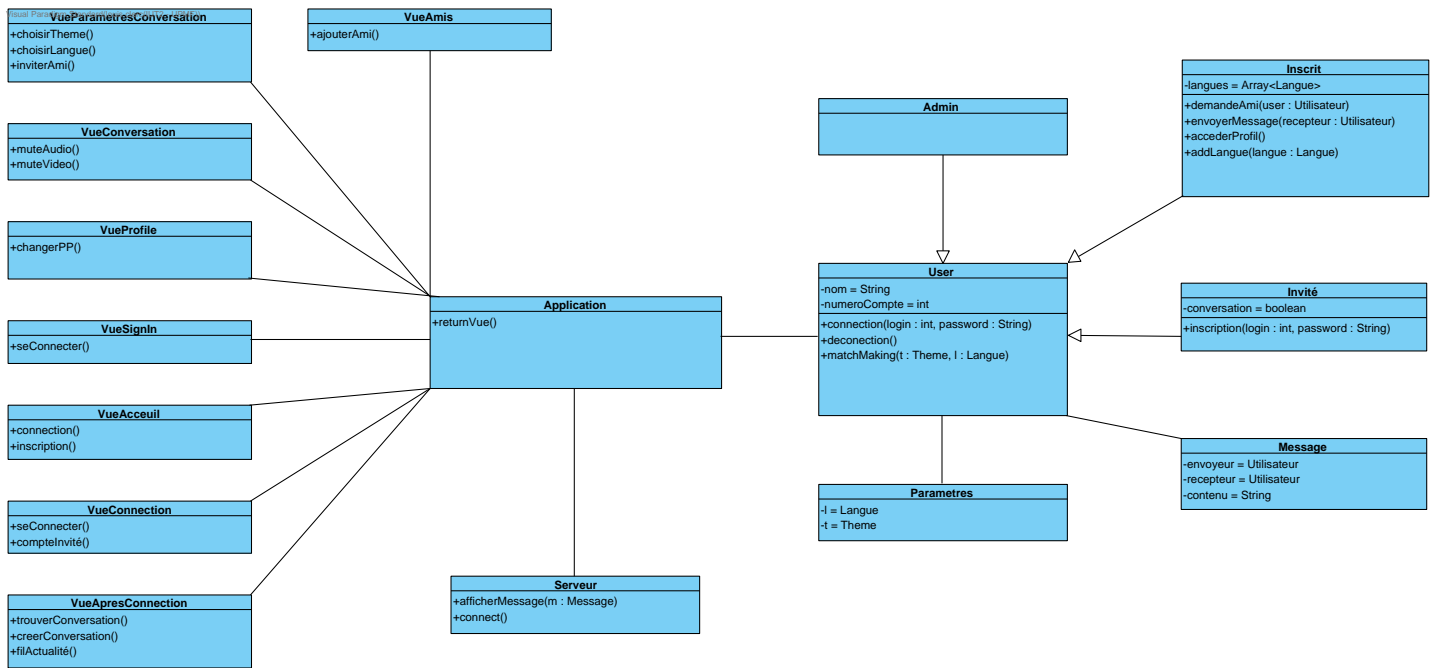 VueParametresConversation
+choisirTheme()
+choisirLangue()
+inviterAmi()
VueAmis
+ajouterAmi()
VueConversation
+muteAudio()
+muteVideo()
VueProfile
+changerPP()
VueSignIn
+seConnecter()
VueAcceuil
+connection()
+inscription()
VueConnection
+seConnecter()
+compteInvité()
VueApresConnection
+trouverConversation()
+creerConversation()
+filActualité()
Application
+returnVue()
Serveur
+afficherMessage(m : Message)
+connect()
Admin
User
-nom = String
-numeroCompte = int
+connection(login : int, password : String)
+deconection()
+matchMaking(t : Theme, l : Langue)
Parametres
-l = Langue
-t = Theme
Inscrit
-langues = Array<Langue>
+demandeAmi(user : Utilisateur)
+envoyerMessage(recepteur : Utilisateur)
+accederProfil()
+addLangue(langue : Langue)
Invité
-conversation = boolean
+inscription(login : int, password : String)
Message
-envoyeur = Utilisateur
-recepteur = Utilisateur
-contenu = String